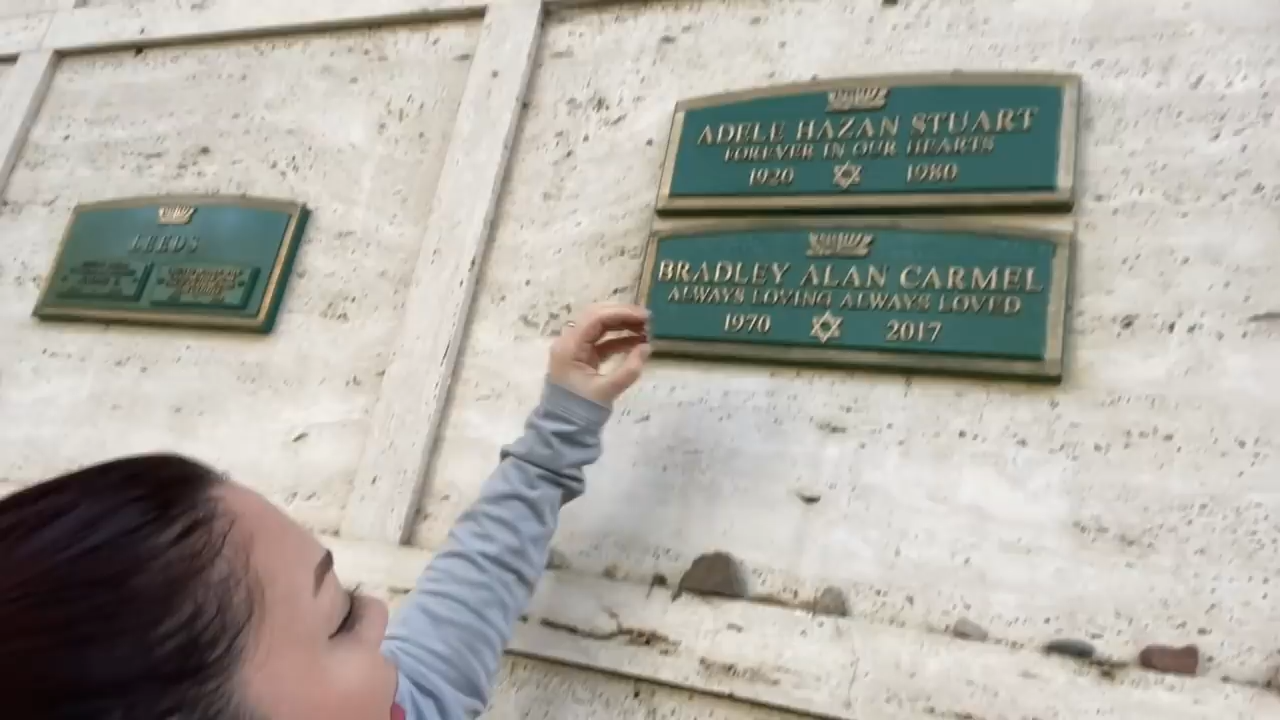 LEEDS
ADELE HAZAN STUART
FOREVER IN OUR HEARTS
1920 1980
BRADLEY ALAN CARMEL
ALWAYS LOVING ALWAYS LOVED
1970 2017